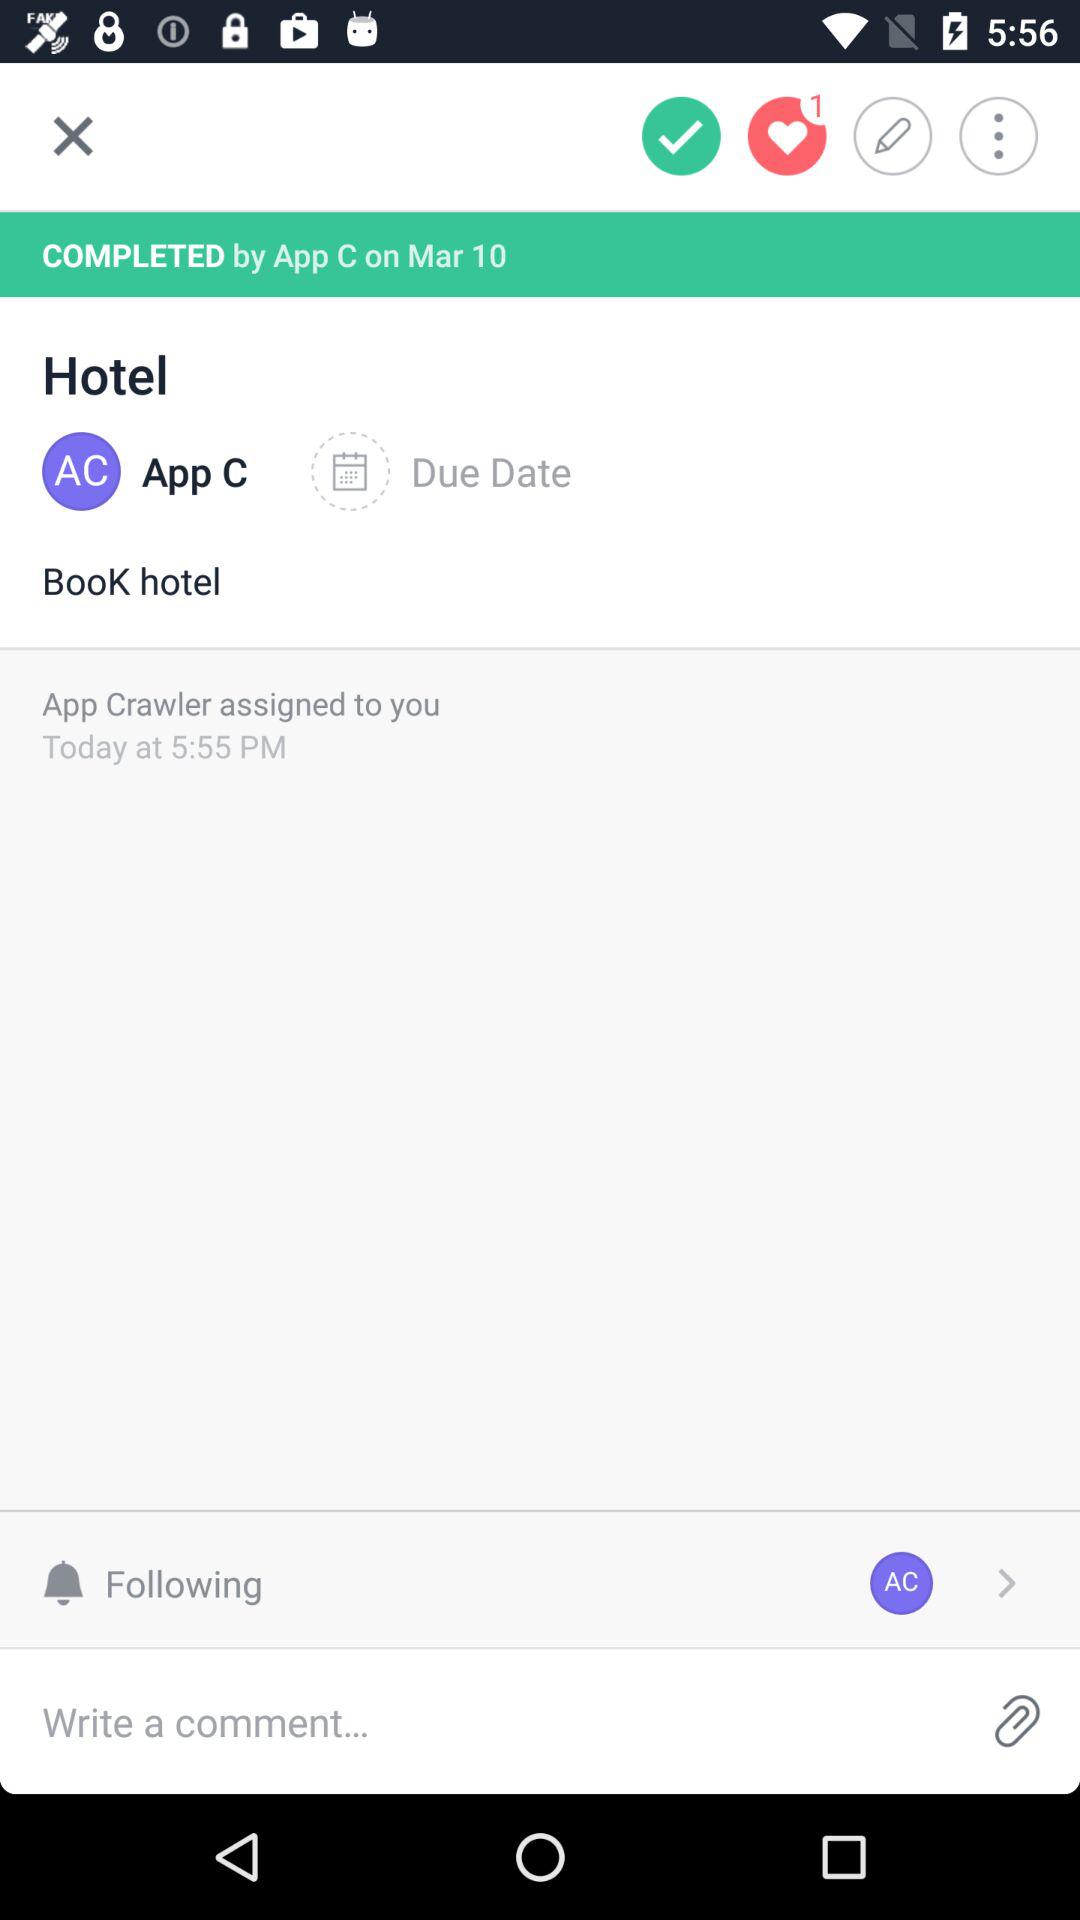 FAKE
5:56
1
COMPLETED by App C on Mar 10
Hotel
AC App C Due Date
BooK hotel
App Crawler assigned to you
Today at 5:55 PM
Following AC
Write a comment...